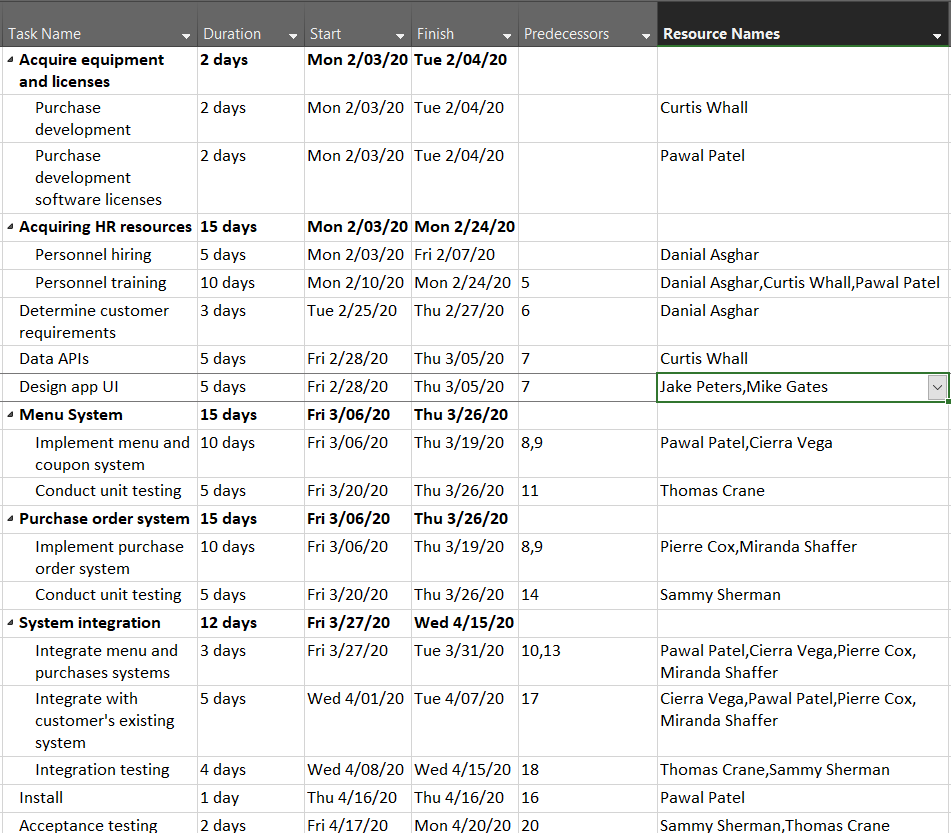 Task Name Duration Start Finish Predecessors Resource Names
Acquire equipment 2 days Mon 2/03/20 Tue 2/04/20
and licenses
Purchase 2 days Mon 2/03/20 Tue 2/04/20 Curtis Whall
development
Purchase 2 days Mon 2/03/20 Tue 2/04/20 Pawal Patel
development
software licenses
Acquiring HR resources 15 days Mon 2/03/20 Mon 2/24/20
Personnel hiring 5 days Mon 2/03/20 Fri 2/07/20 Danial Asghar
Personnel training 10 days Mon 2/10/20 Mon 2/24/20 5 Danial Asghar,Curtis Whall,Pawal Patel
Determine customer 3 days Tue 2/25/20 Thu 2/27/20 6 Danial Asghar
requirements
Data APIs 5 days Fri 2/28/20 Thu 3/05/20 7 Curtis Whall
Design app UI 5 days Fri 2/28/20 Thu 3/05/20 7 Jake Peters,Mike Gates
Menu System 15 days Fri 3/06/20 Thu 3/26/20
Implement menu and 10 days Fri 3/06/20 Thu 3/19/20 8,9 Pawal Patel,Cierra Vega
coupon system
Conduct unit testing 5 days Fri 3/20/20 Thu 3/26/20 11 Thomas Crane
Purchase order system 15 days Fri 3/06/20 Thu 3/26/20
Implement purchase 10 days Fri 3/06/20 Thu 3/19/20 8,9 Pierre Cox,Miranda Shaffer
order system
Conduct unit testing 5 days Fri 3/20/20 Thu 3/26/20 14 Sammy Sherman
System integration 12 days Fri 3/27/20 Wed 4/15/20
Integrate menu and 3 days Fri 3/27/20 Tue 3/31/20 10,13 Pawal Patel,Cierra Vega,Pierre Cox,
purchases systems Miranda Shaffer
Integrate with 5 days Wed 4/01/20 Tue 4/07/20 17 Cierra Vega,Pawal Patel,Pierre Cox,
customer's existing Miranda Shaffer
system
Integration testing 4 days Wed 4/08/20 Wed 4/15/20 18 Thomas Crane,Sammy Sherman
Install 1 day Thu 4/16/20 Thu 4/16/20 16 Pawal Patel
Acceptance testing 2 days Fri 4/17/20 Mon 4/20/20 20 Sammy Sherman,Thomas Crane